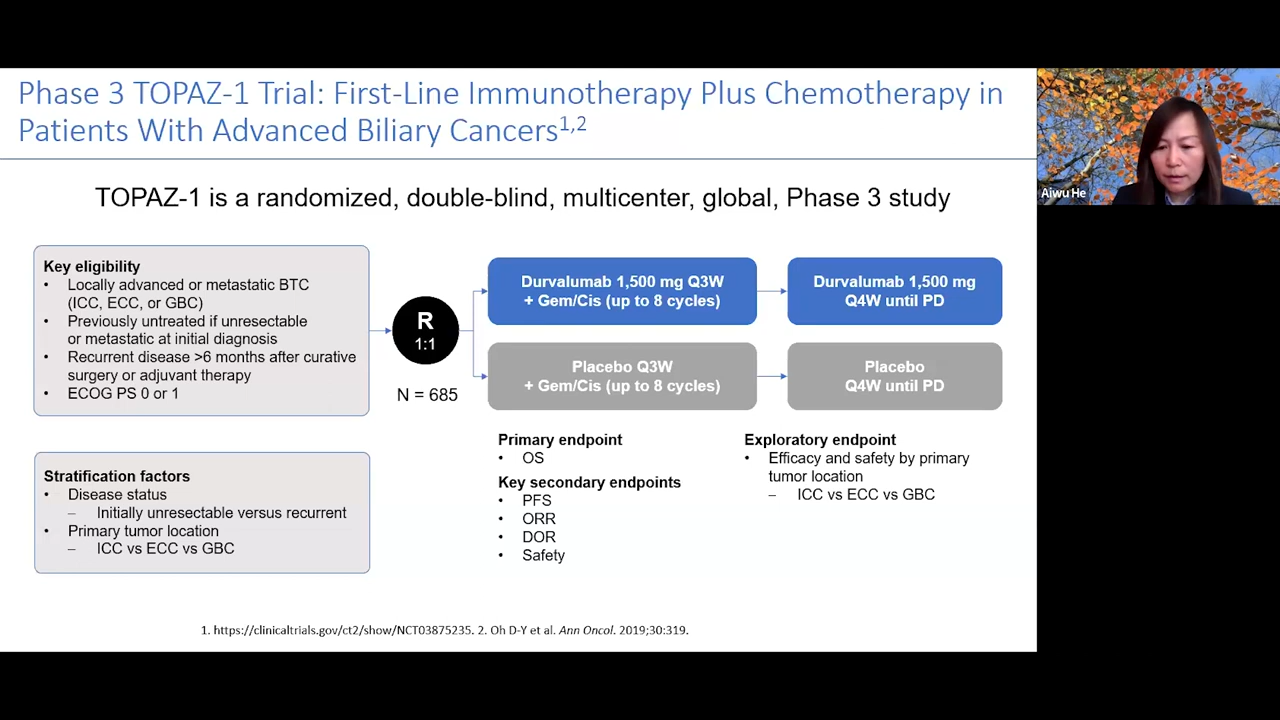 Phase 3 TOPAZ-1 Trial: First-Line Immunotherapy Plus Chemotherapy in
Patients With Advanced Biliary Cancers1,2
Aiwu He
TOPAZ-1 is a randomized, double-blind, multicenter, global, Phase 3 study
Key eligibility
• Locally advanced or metastatic BTC
(ICC, ECC, or GBC)
• Previously untreated if unresectable
or metastatic at initial diagnosis
• Recurrent disease >6 months after curative
surgery or adjuvant therapy
• ECOG PS 0 or 1
Stratification factors
• Disease status
– Initially unresectable versus recurrent
• Primary tumor location
– ICC vs ECC vs GBC
R
1:1
N = 685
Durvalumab 1,500 mg Q3W
+ Gem/Cis (up to 8 cycles)
Durvalumab 1,500 mg
Q4W until PD
Placebo Q3W
+ Gem/Cis (up to 8 cycles)
Placebo
Q4W until PD
Primary endpoint
• OS
Key secondary endpoints
• PFS
• ORR
• DOR
• Safety
Exploratory endpoint
• Efficacy and safety by primary
tumor location
– ICC vs ECC vs GBC
1. https://clinicaltrials.gov/ct2/show/NCT03875235. 2. Oh D-Y et al. Ann Oncol. 2019;30:319.